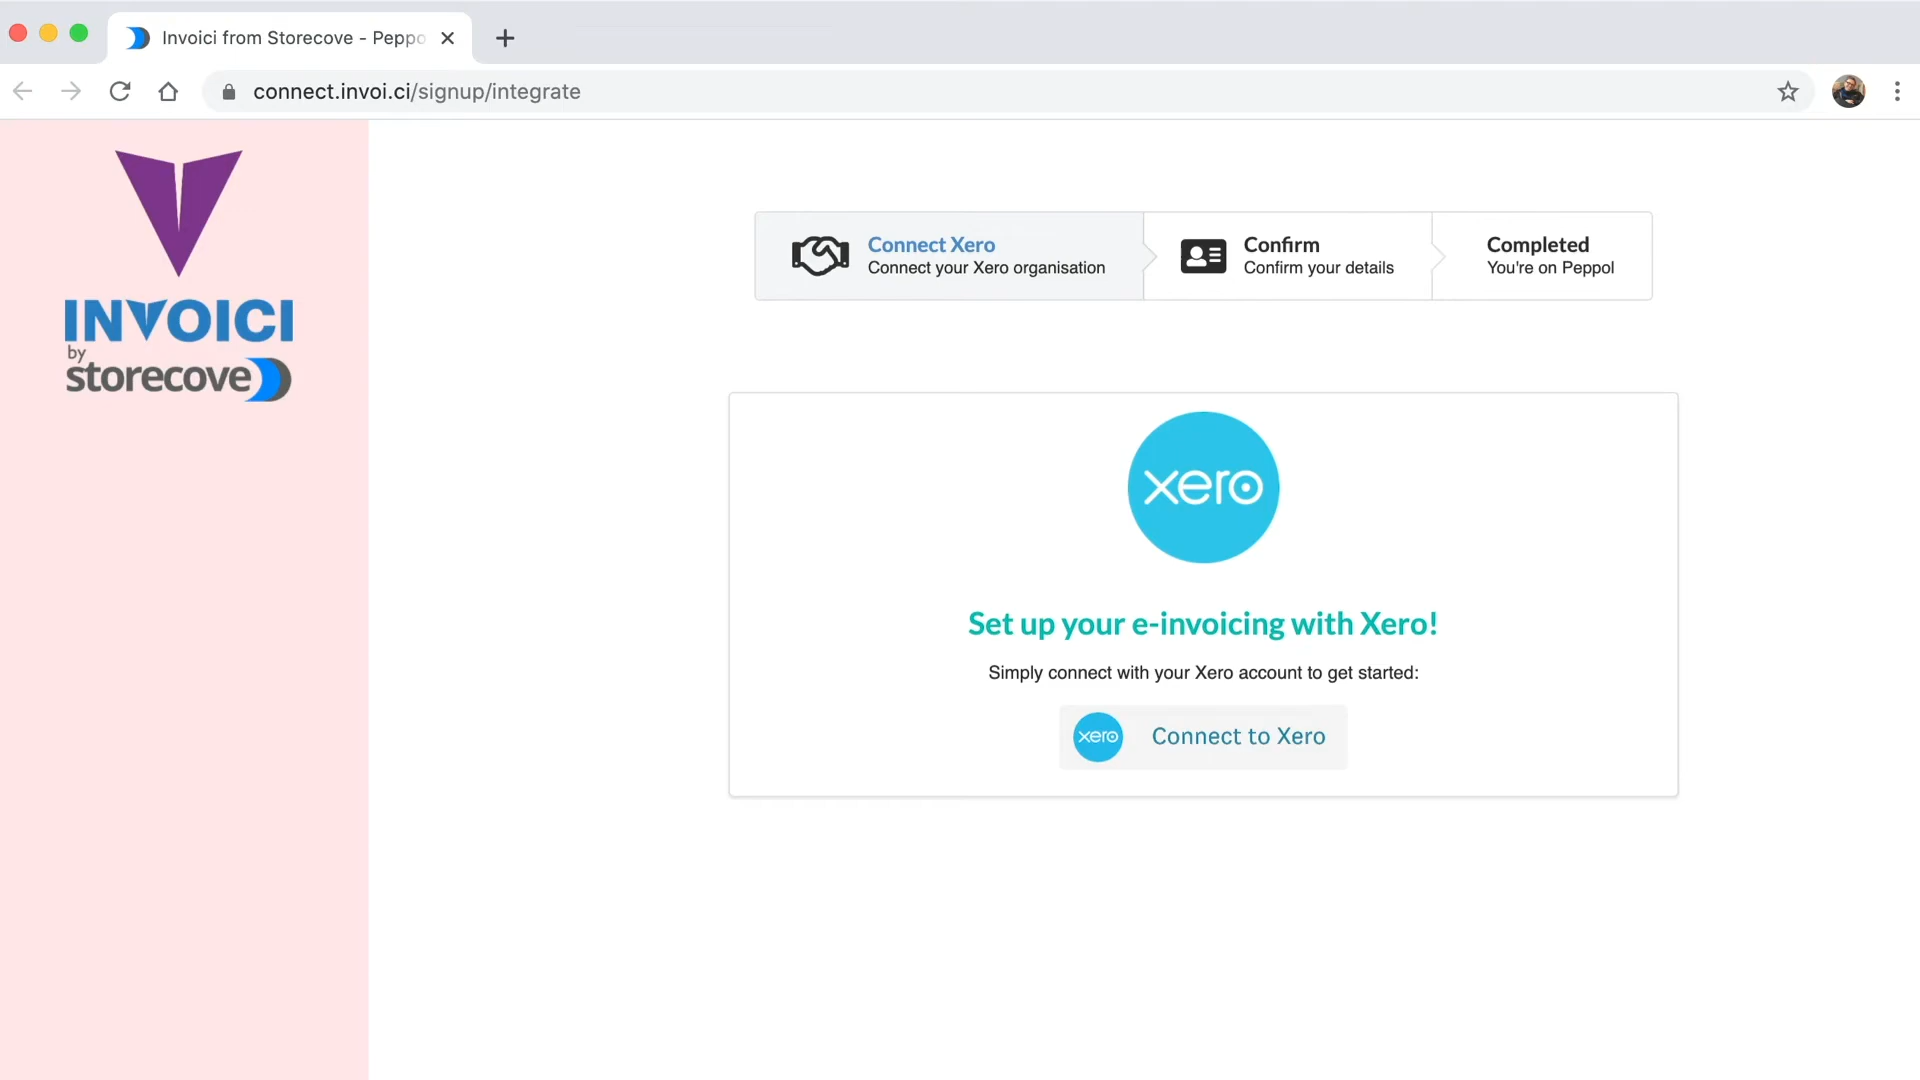 Invoici from Storecove - Peppo
connect.invoi.ci/signup/integrate
INVOICI
by
storecove
Connect Xero
Connect your Xero organisation
Confirm
Confirm your details
Completed
You're on Peppol
xero
Set up your e-invoicing with Xero!
Simply connect with your Xero account to get started:
xero Connect to Xero